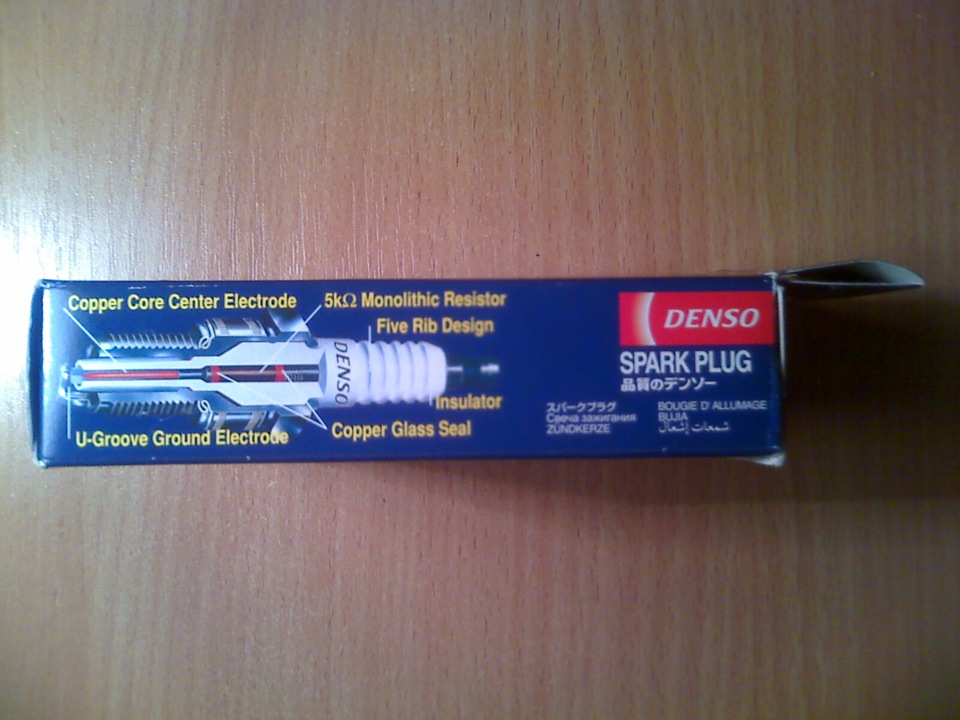 Copper Core Center Electrode
5kΩ Monolithic Resistor
Five Rib Design
DENSO
Insulator
Copper Glass Seal
U-Groove Ground Electrode
DENSO
SPARK PLUG
品質のデンソー
スパークプラグ
Свеча зажигания
ZÜNDKERZE
BOUGIE D'ALLUMAGE
BUJIA
شمعات إشعال